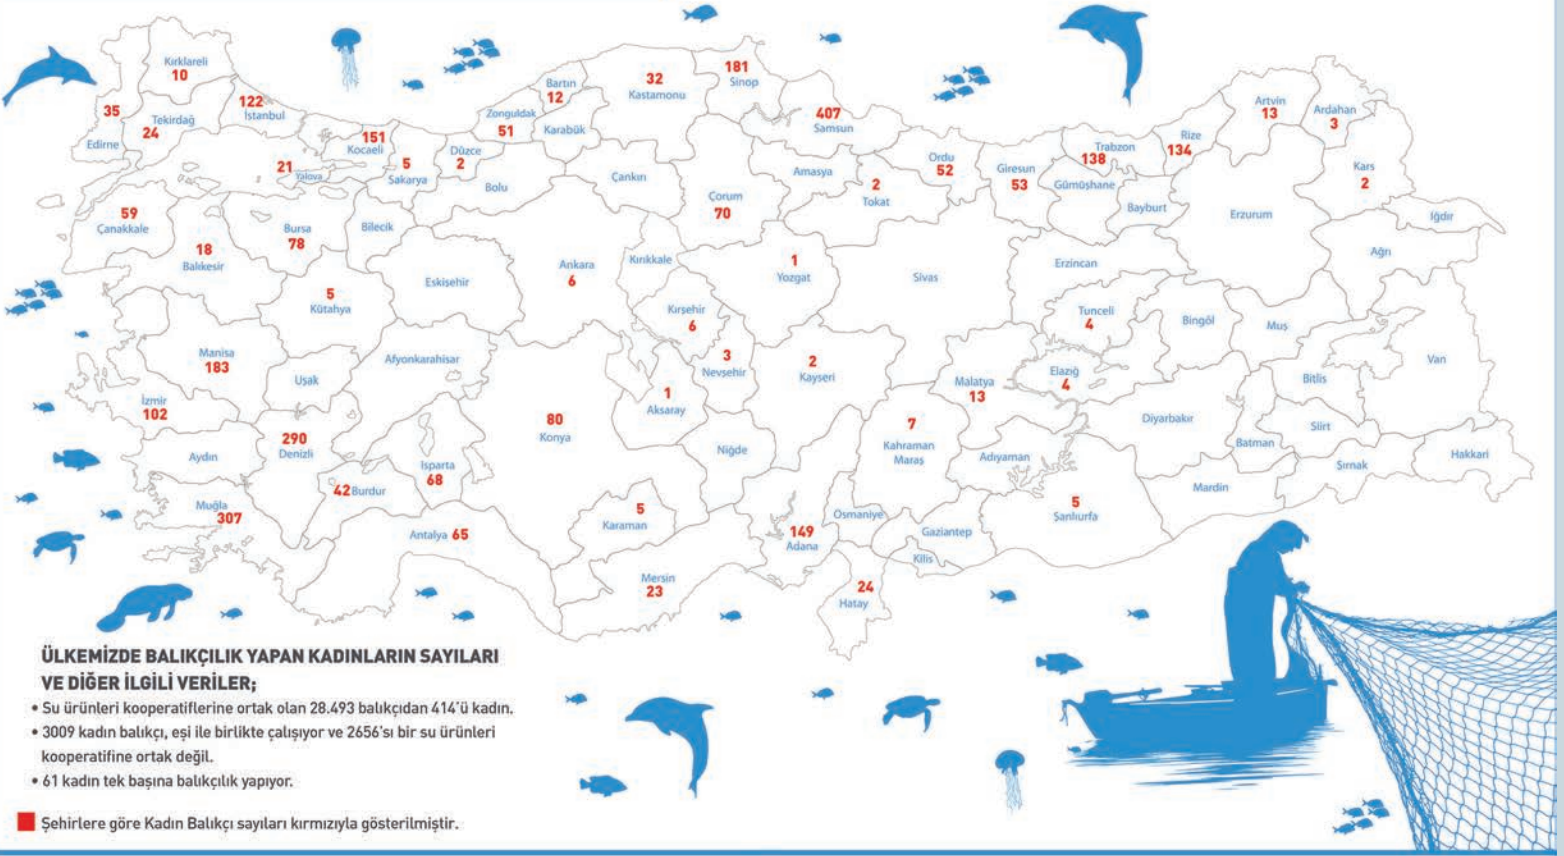 Kırklareli
10
35
Edirne
Tekirdağ
24
122
İstanbul
151
Kocaeli
21
Yalova
5
Sakarya
Düzce
2
Bolu
Zonguldak
51
Bartın
12
Karabük
32
Kastamonu
181
Sinop
407
Samsun
Çankırı
Çorum
70
Amasya
2
Tokat
Ordu
52
Giresun
53
Trabzon
138
Gümüşhane
Bayburt
Rize
134
Artvin
13
Ardahan
3
Kars
2
Iğdır
Ağrı
Erzurum
Erzincan
59
Çanakkale
18
Balıkesir
Bursa
78
Bilecik
5
Kütahya
Eskişehir
Ankara
6
Kırıkkale
Kırşehir
6
1
Yozgat
Sivas
Tunceli
4
Bingöl
Muş
Van
Bitlis
Manisa
183
Uşak
Afyonkarahisar
İzmir
102
290
Denizli
Aydın
Muğla
307
42 Burdur
Isparta
68
Antalya 65
80
Konya
1
Aksaray
3
Nevşehir
2
Kayseri
Niğde
5
Karaman
Mersin
23
149
Adana
Osmaniye
24
Hatay
7
Kahraman
Maraş
Malatya
13
Elazığ
4
Adıyaman
Gaziantep
Kilis
5
Şanlıurfa
Diyarbakır
Mardin
Batman
Siirt
Şırnak
Hakkari
ÜLKEMİZDE BALIKÇILIK YAPAN KADINLARIN SAYILARI
VE DİĞER İLGİLİ VERİLER;
• Su ürünleri kooperatiflerine ortak olan 28.493 balıkçıdan 414'ü kadın.
• 3009 kadın balıkçı, eşi ile birlikte çalışıyor ve 2656'sı bir su ürünleri
kooperatifine ortak değil.
• 61 kadın tek başına balıkçılık yapıyor.
Şehirlere göre Kadın Balıkçı sayıları kırmızıyla gösterilmiştir.